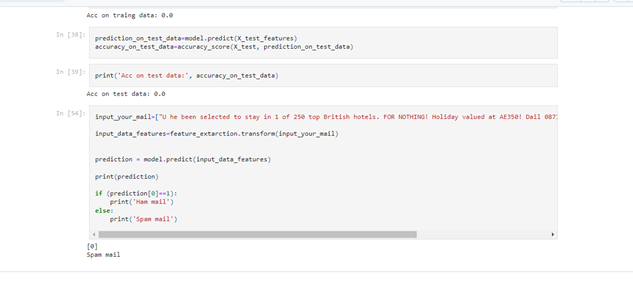 Acc on traing data: 0.0
In [38]:
prediction_on_test_data=model.predict(X_test_features)
accuracy_on_test_data=accuracy_score(X_test, prediction_on_test_data)
In [39]:
print('Acc on test data:', accuracy_on_test_data)
Acc on test data: 0.0
In [54]:
input_your_mail=["U he been selected to stay in 1 of 250 top British hotels. FOR NOTHING! Holiday valued at AE350! Dail 087
input_data_features=feature_extarction.transform(input_your_mail)
prediction = model.predict(input_data_features)
print(prediction)
if (prediction[0]==1):
    print('Ham mail')
else:
    print('Spam mail')
[0]
Spam mail